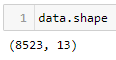 1 data.shape
(8523, 13)